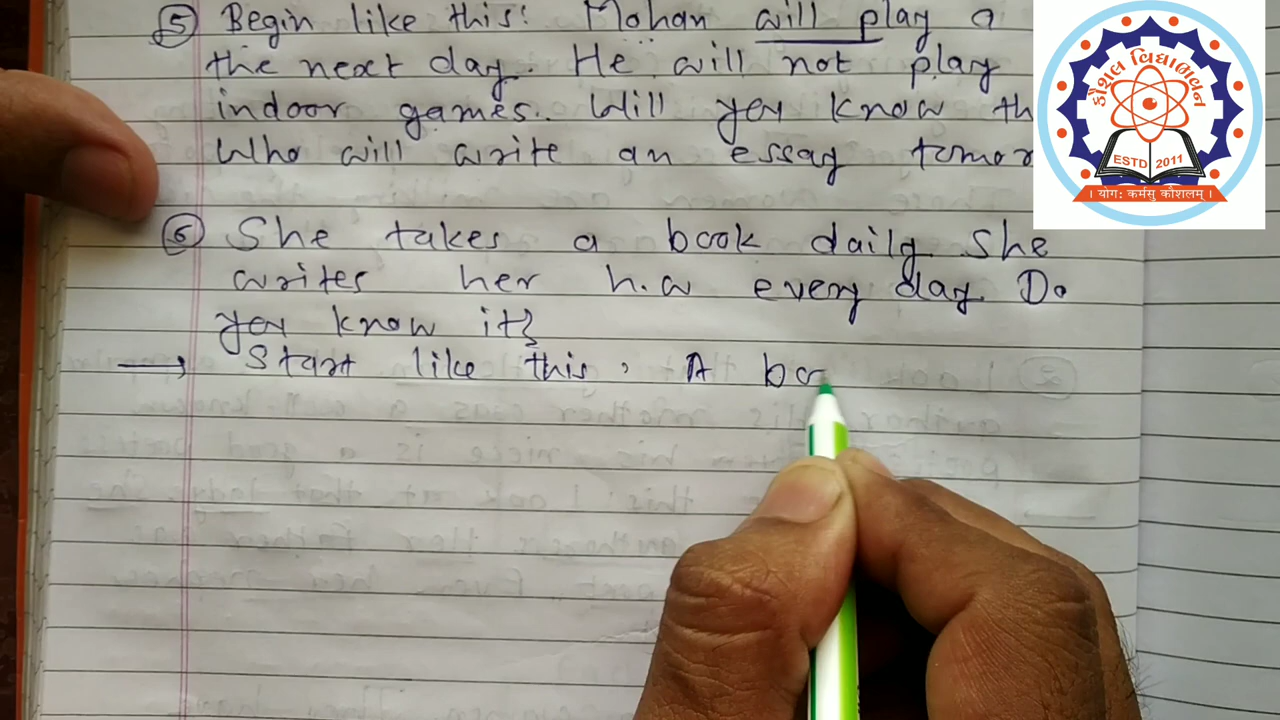 5 Begin like this: Mohan will play a
the next day. He will not play
indoor games. Will you know th
Who will write an essay tomor
6 She takes a book daily She
writes her h.w every day. Do
you know it?
→ Start like this, A bo
કૌશલ વિદ્યાભવન
ESTD 2011
। योगः कर्मसु कौशलम् ।